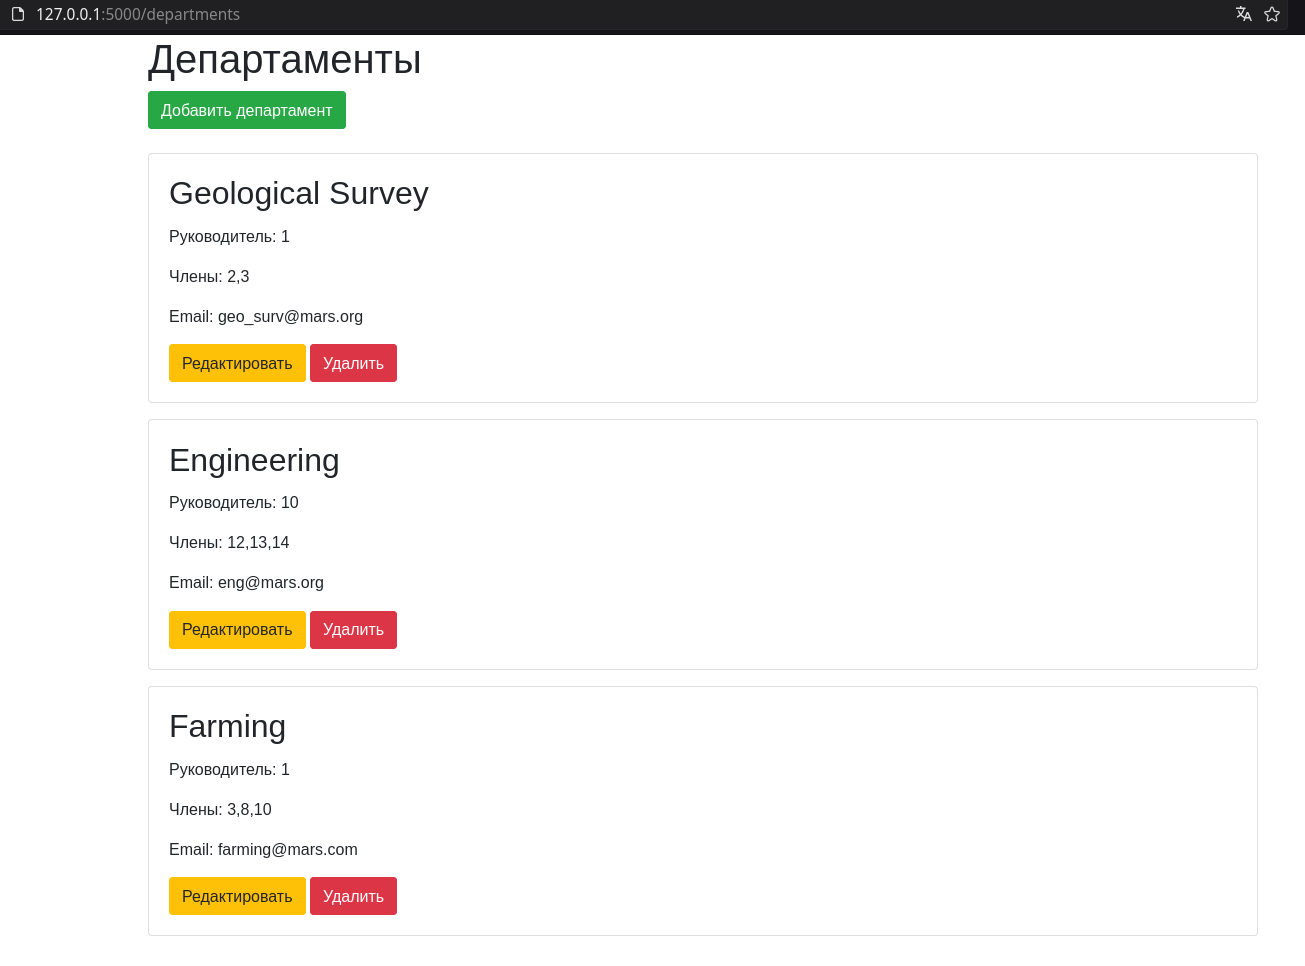 127.0.0.1:5000/departments
Департаменты
Добавить департамент
Geological Survey
Руководитель: 1
Члены: 2,3
Email: geo_surv@mars.org
Редактировать Удалить
Engineering
Руководитель: 10
Члены: 12,13,14
Email: eng@mars.org
Редактировать Удалить
Farming
Руководитель: 1
Члены: 3,8,10
Email: farming@mars.com
Редактировать Удалить